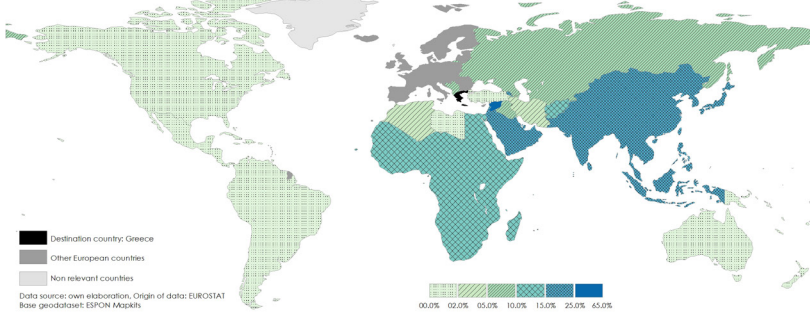 Destination country: Greece
Other European countries
Non relevant countries
Data source: own elaboration, Origin of data: EUROSTAT
Base geodataset: ESPON Mapkits
00.0% 02.0% 05.0% 10.0% 15.0% 25.0% 65.0%